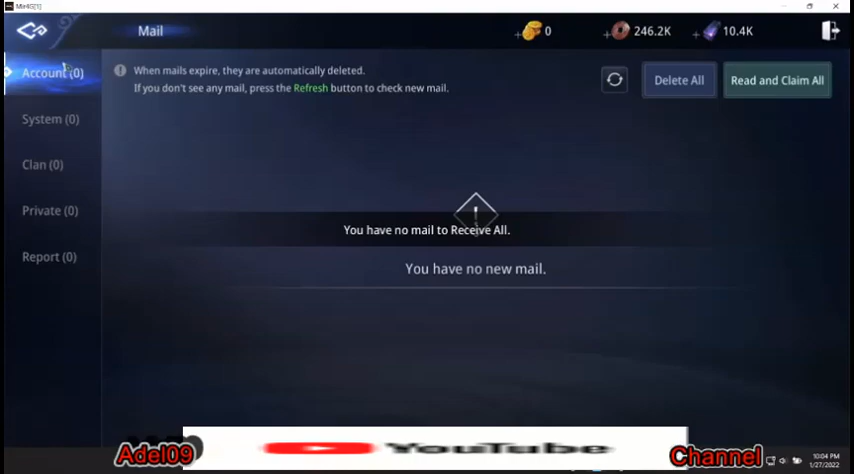 Mir4G[1]
Mail
0
246.2K
10.4K
Account (0)
When mails expire, they are automatically deleted.
If you don't see any mail, press the Refresh button to check new mail.
Delete All
Read and Claim All
System (0)
Clan (0)
Private (0)
Report (0)
You have no mail to Receive All.
You have no new mail.
Adel09
YouTube
Channel
10:04 PM
1/27/2022